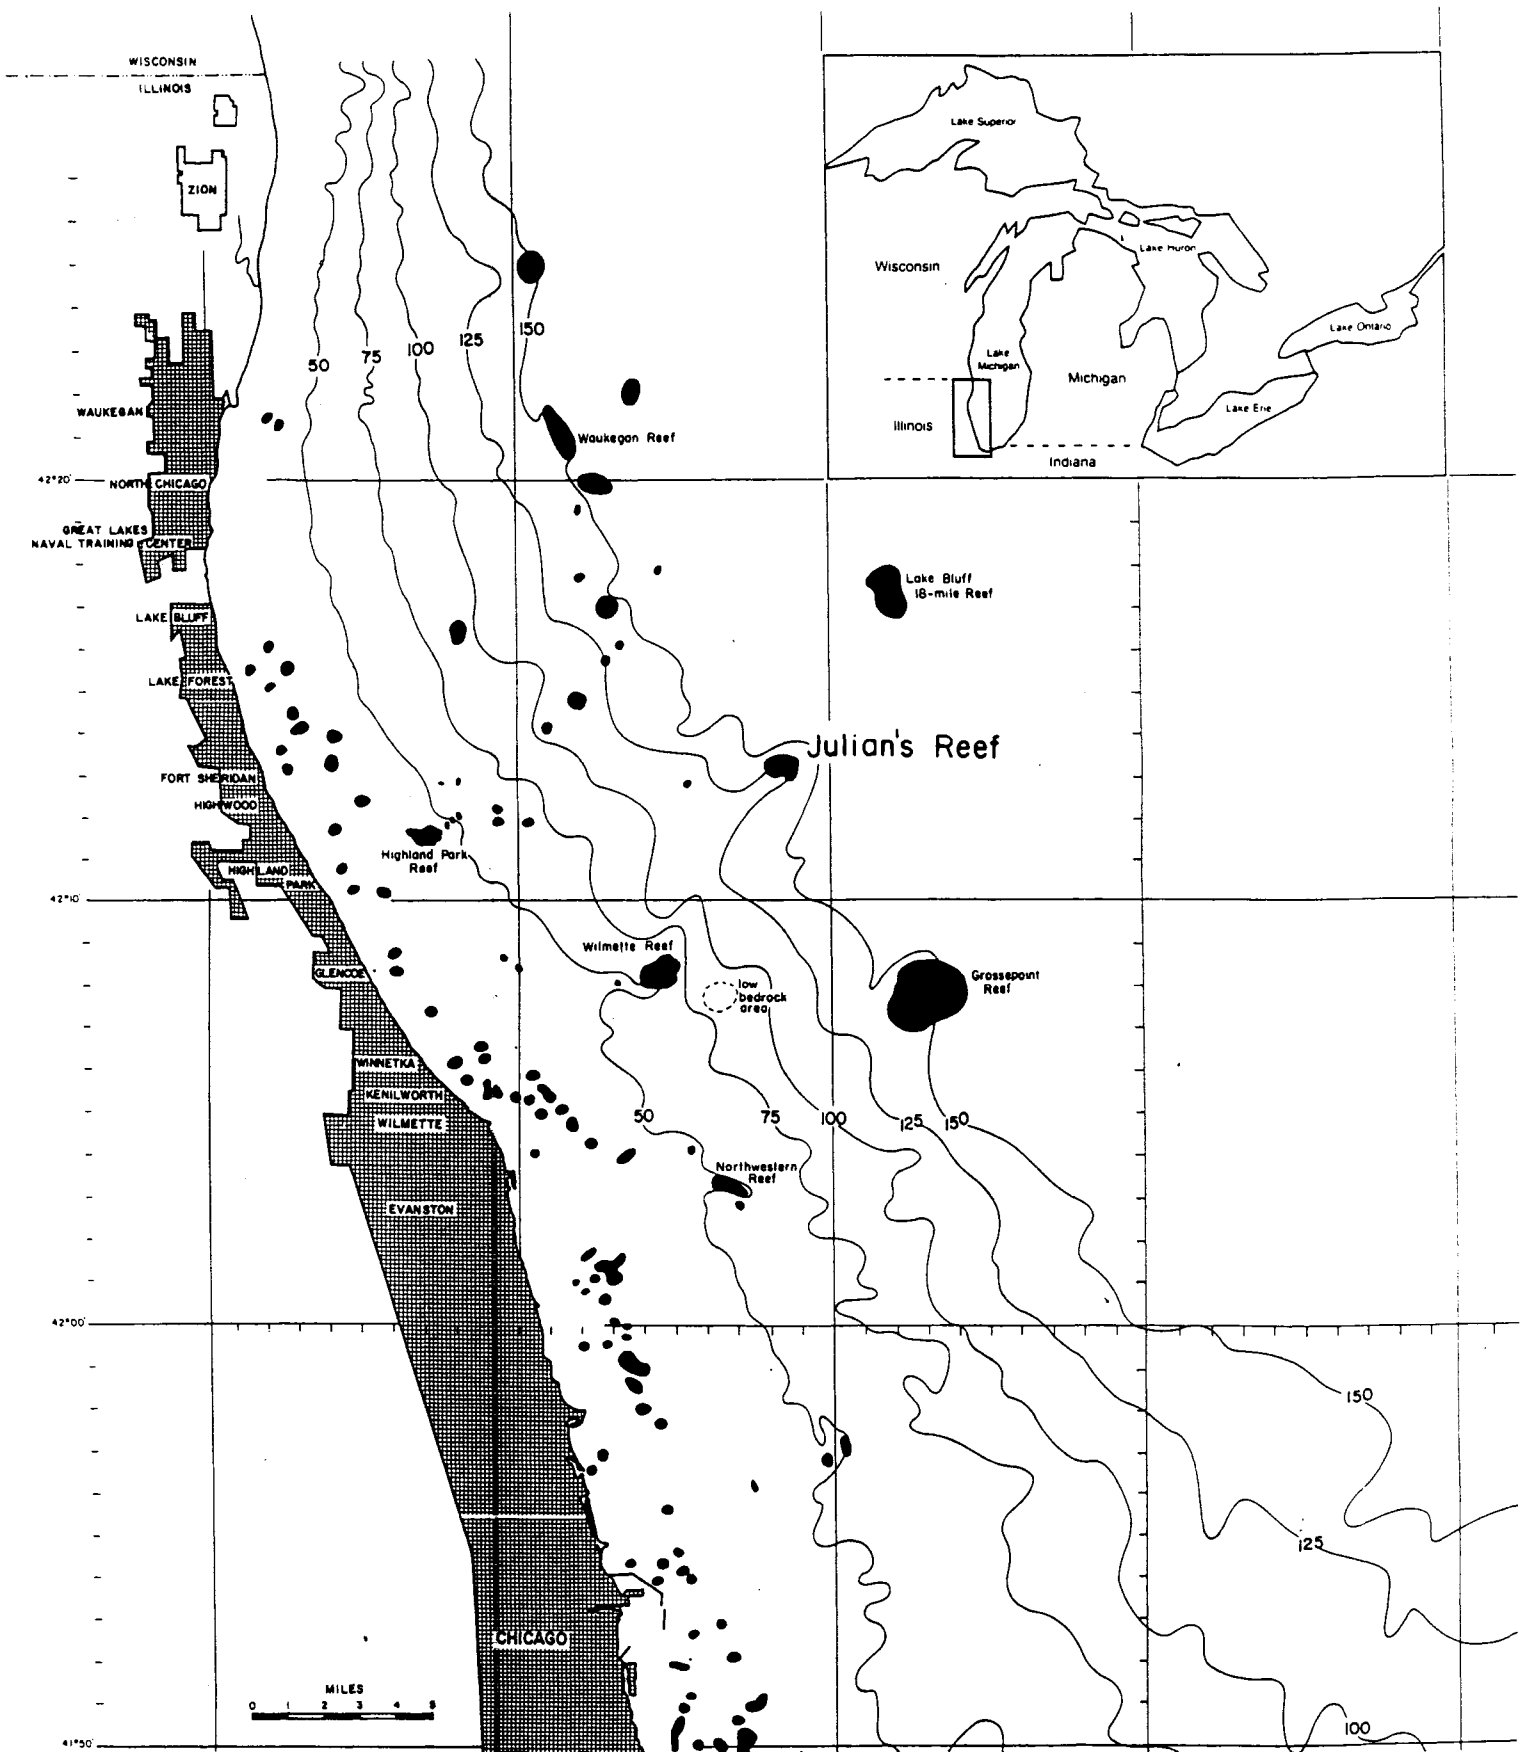 WISCONSIN
ILLINOIS
ZION
Lake Superior
Wisconsin
Lake Huron
Lake Ontario
Lake
Michigan
Michigan
Lake Erie
Illinois
Indiana
50
75
100
125
150
WAUKEGAN
Waukegan Reef
42°20'
NORTH CHICAGO
GREAT LAKES
NAVAL TRAINING CENTER
Lake Bluff
18-mile Reef
LAKE BLUFF
LAKE FOREST
Julian's Reef
FORT SHERIDAN
HIGHWOOD
Highland Park
Reef
HIGHLAND
PARK
42°10'
Wilmette Reef
GLENCOE
low
bedrock
area
Grossepoint
Reef
WINNETKA
KENILWORTH
WILMETTE
50
75
100
125
150
Northwestern
Reef
EVANSTON
42°00'
150
125
CHICAGO
MILES
0 1 2 3 4 5
100
41°50'